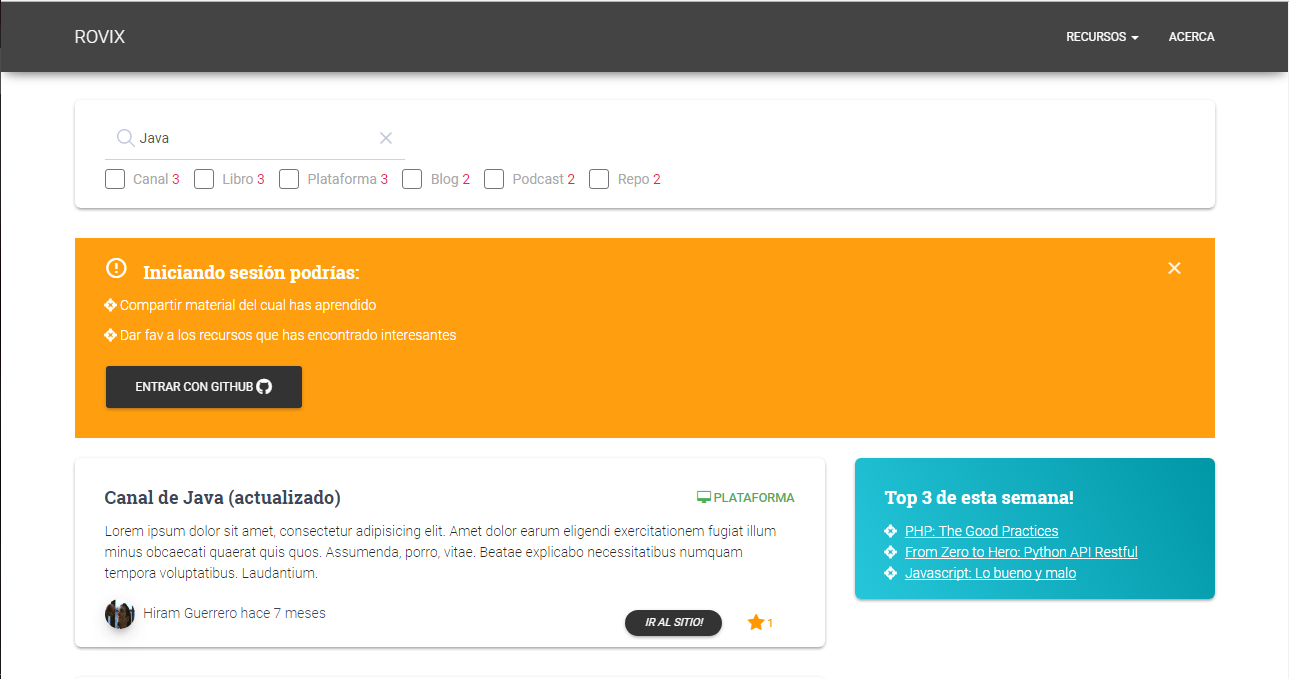 ROVIX
RECURSOS
ACERCA
Java
Canal 3 Libro 3 Plataforma 3 Blog 2 Podcast 2 Repo 2
Iniciando sesión podrías:
Compartir material del cual has aprendido
Dar fav a los recursos que has encontrado interesantes
ENTRAR CON GITHUB
Canal de Java (actualizado)
PLATAFORMA
Lorem ipsum dolor sit amet, consectetur adipisicing elit. Amet dolor earum eligendi exercitationem fugiat illum
minus obcaecati quaerat quis quos. Assumenda, porro, vitae. Beatae explicabo necessitatibus numquam
tempora voluptatibus. Laudantium.
Hiram Guerrero hace 7 meses
IR AL SITIO!
1
Top 3 de esta semana!
PHP: The Good Practices
From Zero to Hero: Python API Restful
Javascript: Lo bueno y malo